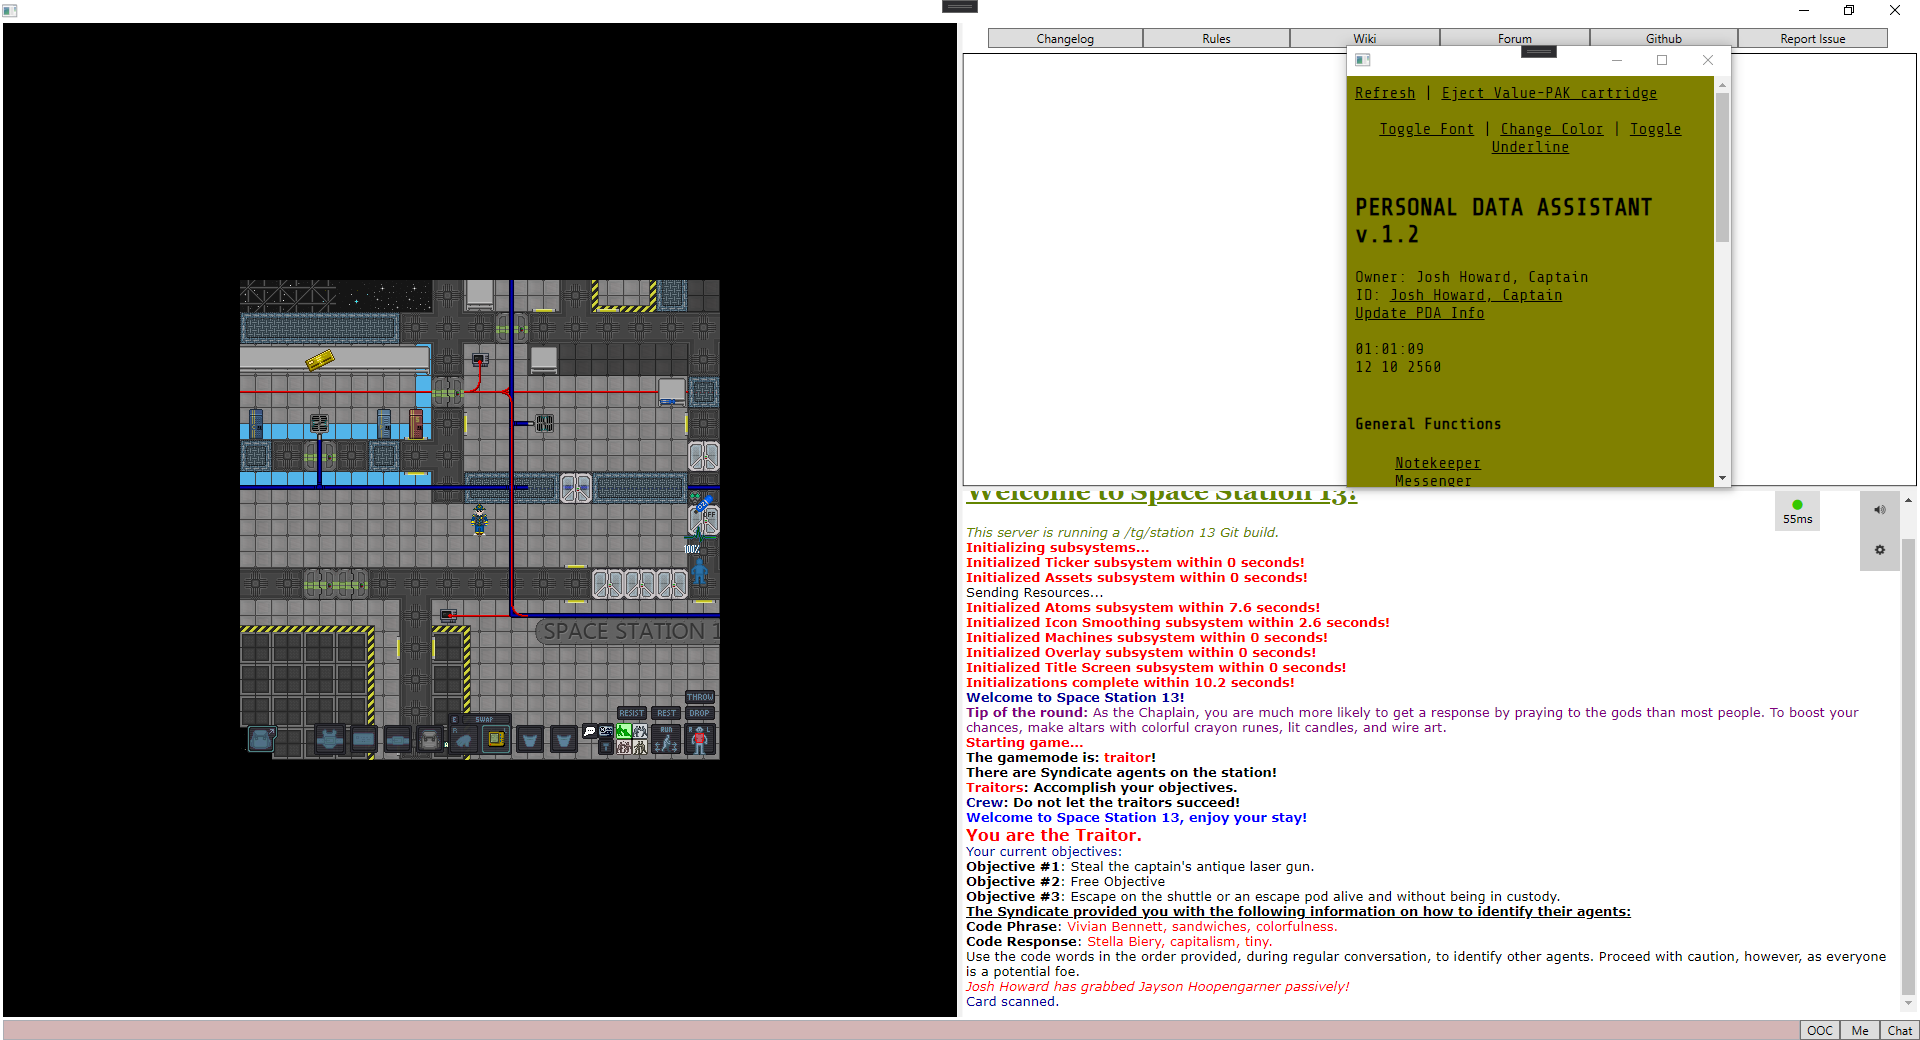 Changelog
Rules
Wiki
Forum
Github
Report Issue
Refresh | Eject Value-PAK cartridge
Toggle Font | Change Color | Toggle
Underline
PERSONAL DATA ASSISTANT
v.1.2
Owner: Josh Howard, Captain
ID: Josh Howard, Captain
Update PDA Info
01:01:09
12 10 2560
General Functions
Notekeeper
Messenger
Welcome to Space Station 13!
55ms
This server is running a /tg/station 13 Git build.
Initializing subsystems...
Initialized Ticker subsystem within 0 seconds!
Initialized Assets subsystem within 0 seconds!
Sending Resources...
Initialized Atoms subsystem within 7.6 seconds!
Initialized Icon Smoothing subsystem within 2.6 seconds!
Initialized Machines subsystem within 0 seconds!
Initialized Overlay subsystem within 0 seconds!
Initialized Title Screen subsystem within 0 seconds!
Initializations complete within 10.2 seconds!
Welcome to Space Station 13!
Tip of the round: As the Chaplain, you are much more likely to get a response by praying to the gods than most people. To boost your
chances, make altars with colorful crayon runes, lit candles, and wire art.
Starting game...
The gamemode is: traitor!
There are Syndicate agents on the station!
Traitors: Accomplish your objectives.
Crew: Do not let the traitors succeed!
Welcome to Space Station 13, enjoy your stay!
You are the Traitor.
Your current objectives:
Objective #1: Steal the captain's antique laser gun.
Objective #2: Free Objective
Objective #3: Escape on the shuttle or an escape pod alive and without being in custody.
The Syndicate provided you with the following information on how to identify their agents:
Code Phrase: Vivian Bennett, sandwiches, colorfulness.
Code Response: Stella Biery, capitalism, tiny.
Use the code words in the order provided, during regular conversation, to identify other agents. Proceed with caution, however, as everyone
is a potential foe.
Josh Howard has grabbed Jayson Hoopengarner passively!
Card scanned.
OOC
Me
Chat
OFF
100%
SPACE STATION 1
THROW
RESIST
REST
DROP
E
SWAP
R
L
RUN
R L